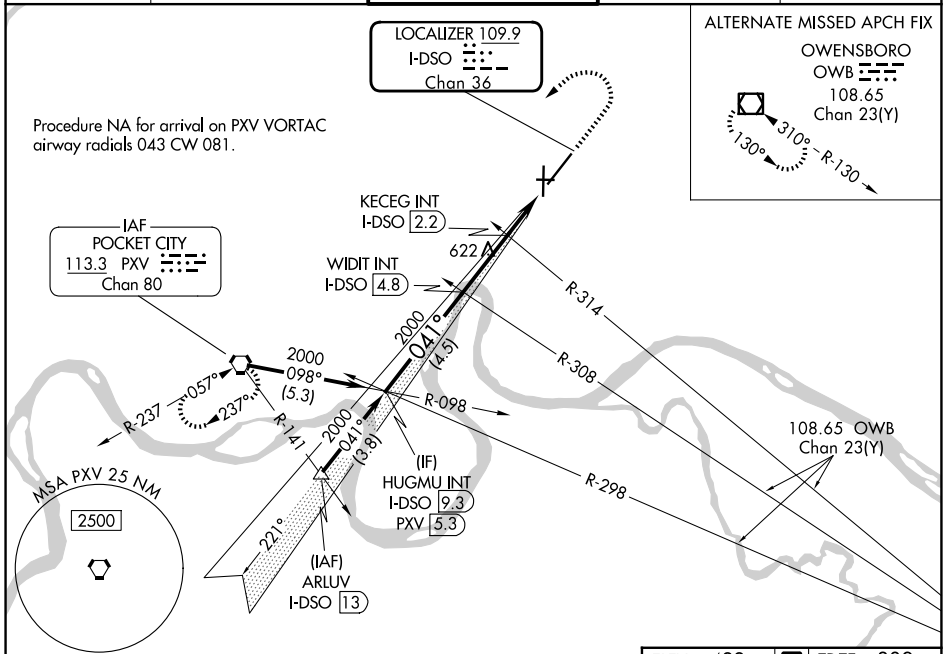 LOCALIZER 109.9
I-DSO
Chan 36
ALTERNATE MISSED APCH FIX
OWENSBORO
OWB
108.65
Chan 23(Y)
310°
R-130
130°
Procedure NA for arrival on PXV VORTAC
airway radials 043 CW 081.
KECEG INT
I-DSO 2.2
622
IAF
POCKET CITY
113.3 PXV
Chan 80
WIDIT INT
I-DSO 4.8
R-314
2000
041°
(4.5)
R-308
2000
098°
(5.3)
R-237
057°
237°
R-141
R-098
2000
041°
(3.8)
108.65 OWB
Chan 23(Y)
R-298
(IF)
HUGMU INT
I-DSO 9.3
PXV 5.3
MSA PXV 25 NM
2500
221°
(IAF)
ARLUV
I-DSO 13